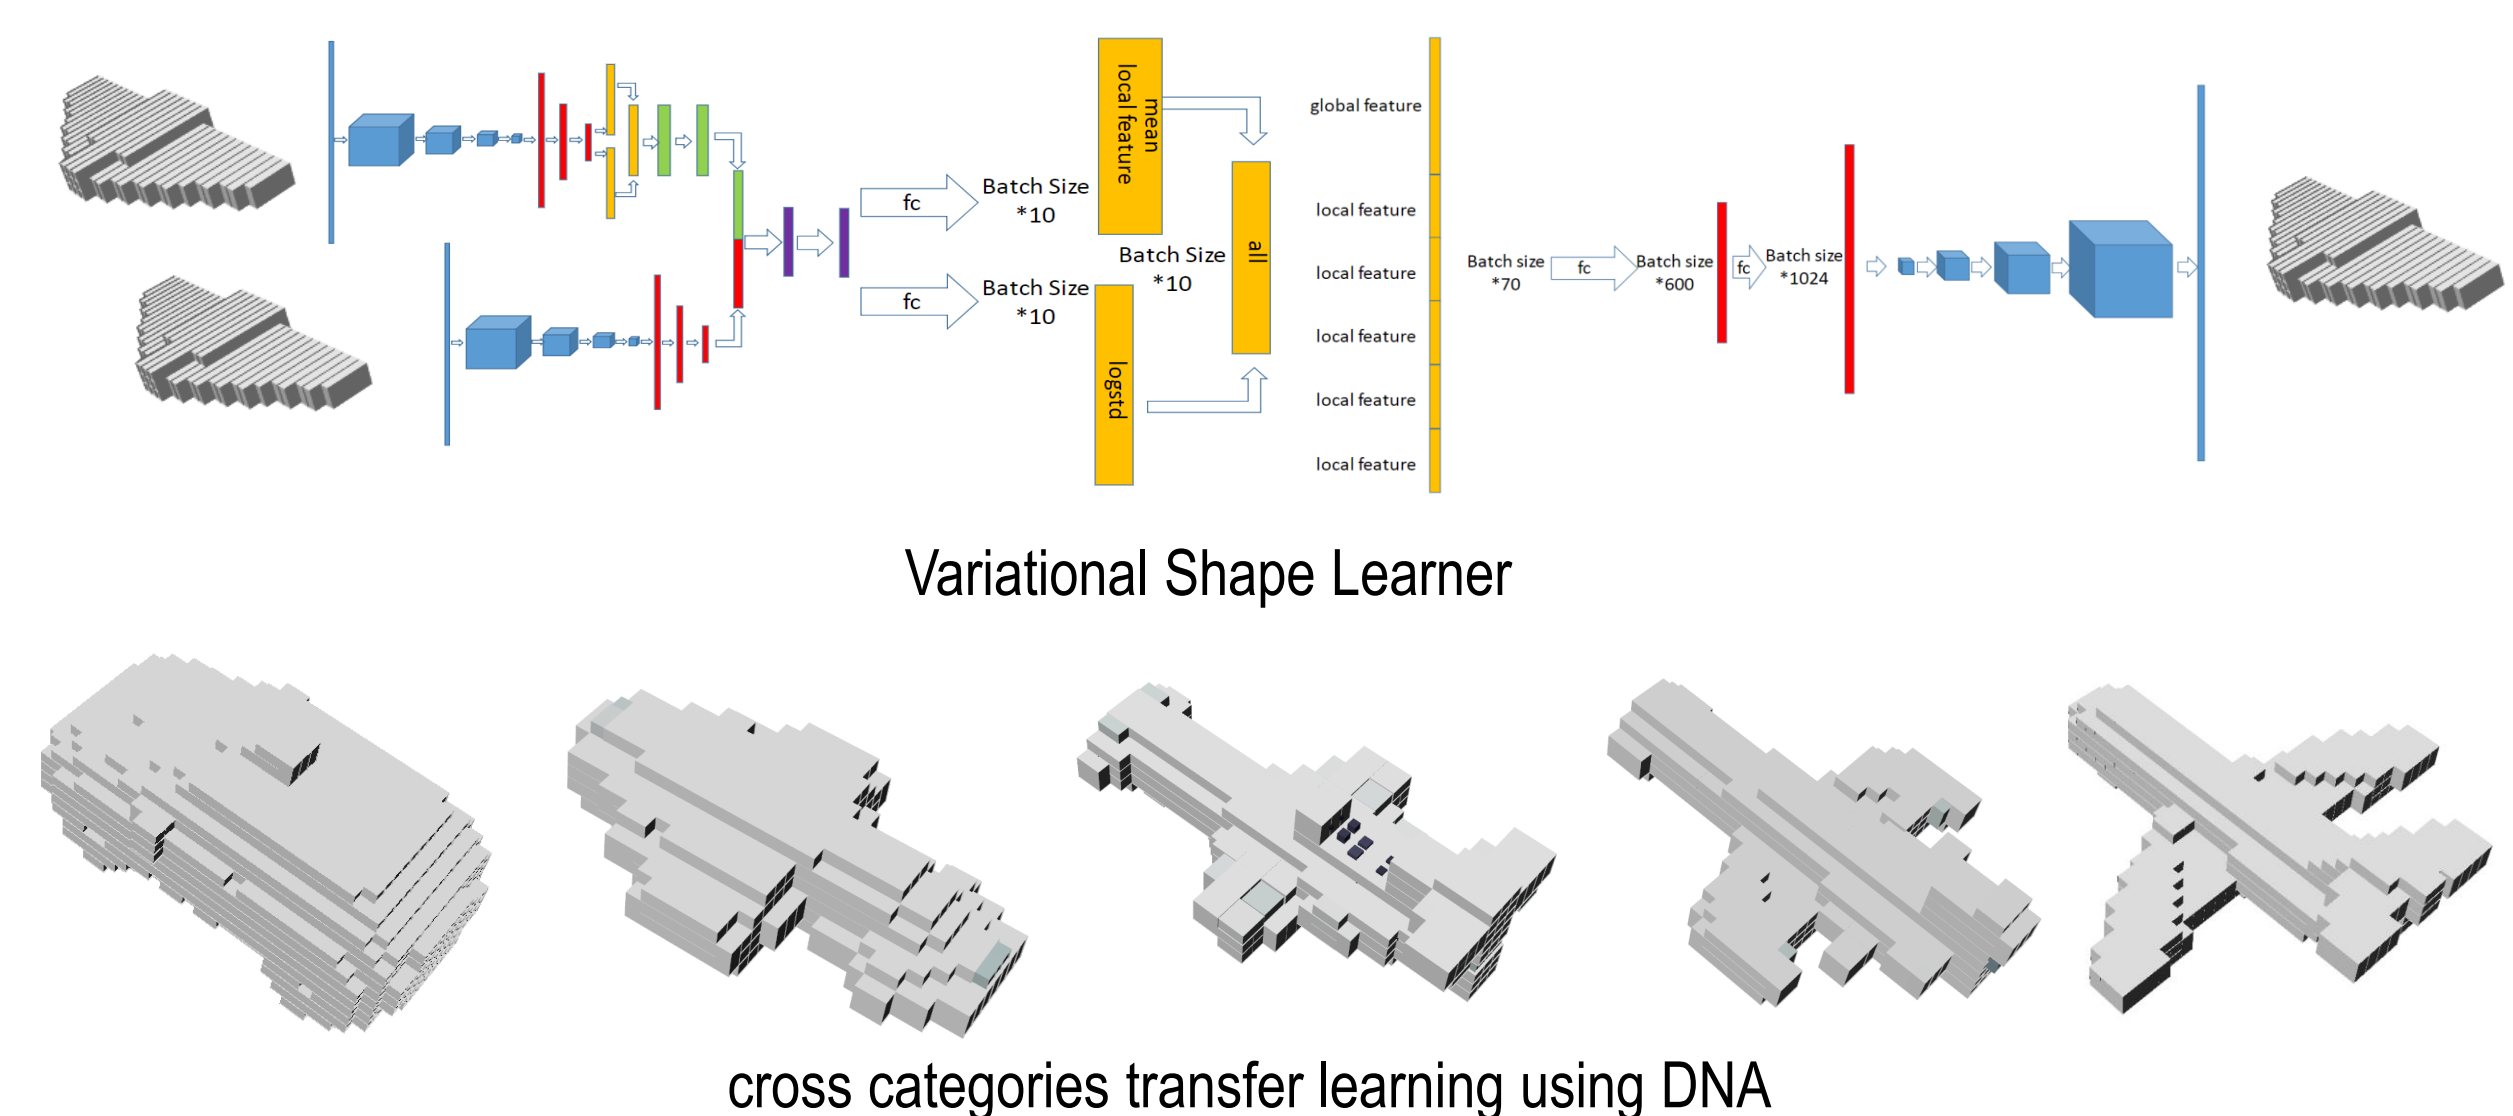 mean
local feature
global feature
local feature
local feature
local feature
local feature
local feature
fc
Batch Size
*10
fc
Batch Size
*10
Batch Size
*10
all
logstd
Batch size
*70
fc
Batch size
*600
fc
Batch size
*1024
Variational Shape Learner
cross categories transfer learning using DNA